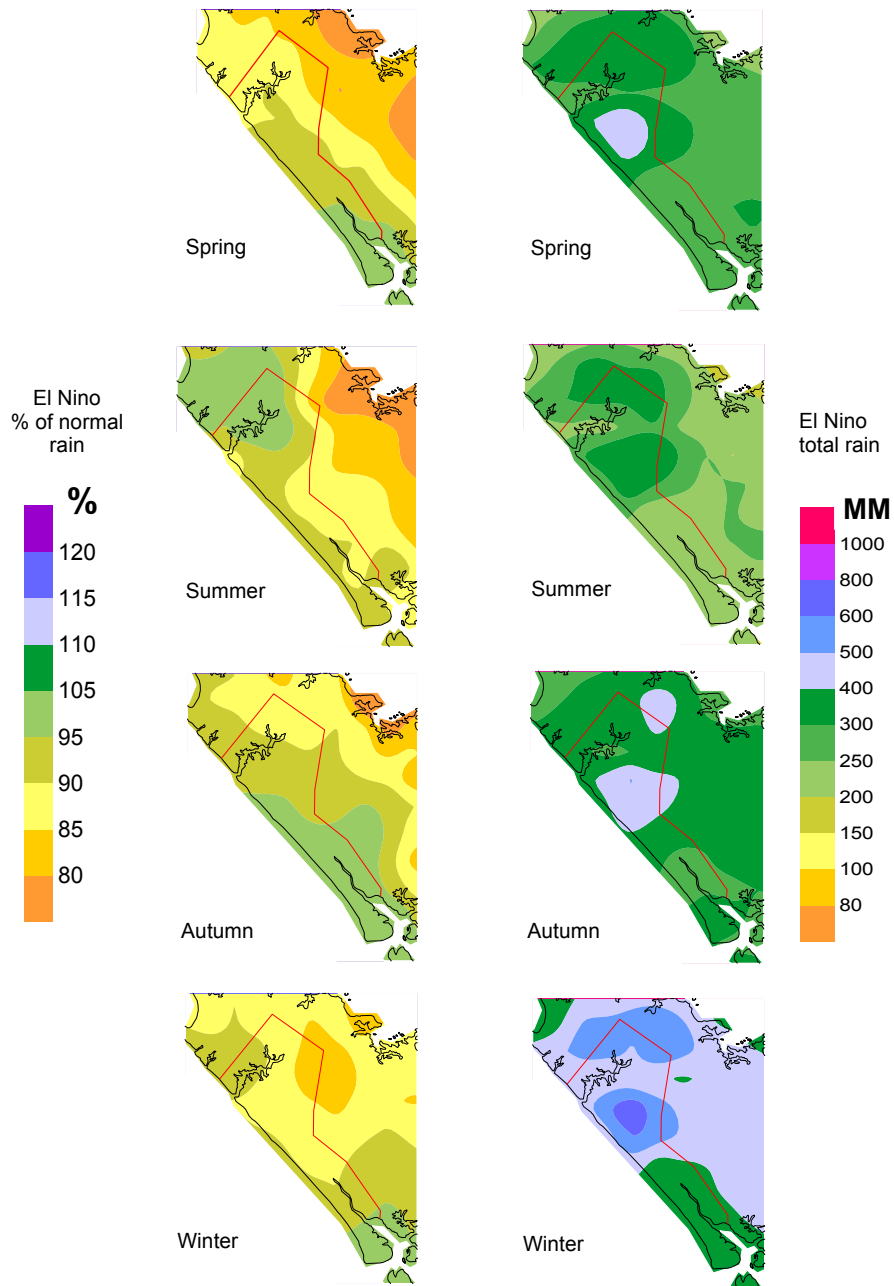 Spring
Spring
El Nino
% of normal
rain
%
120
115
110
105
95
90
85
80
Summer
Summer
El Nino
total rain
MM
1000
800
600
500
400
300
250
200
150
100
80
Autumn
Autumn
Winter
Winter